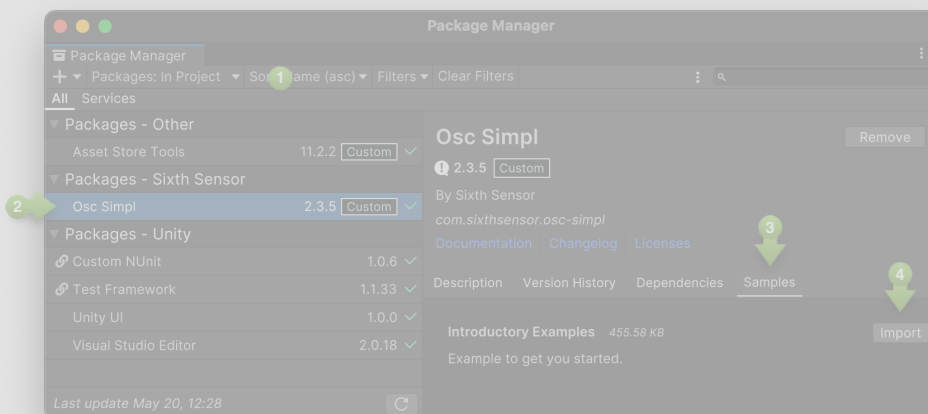 Package Manager
Package Manager
Packages: In Project Sort: Name (asc) Filters Clear Filters
1
All Services
Packages - Other
Asset Store Tools 11.2.2 Custom
Packages - Sixth Sensor
2
Osc Simpl 2.3.5 Custom
Packages - Unity
Custom NUnit 1.0.6
Test Framework 1.1.33
Unity UI 1.0.0
Visual Studio Editor 2.0.18
Last update May 20, 12:28
Osc Simpl Remove
2.3.5 Custom
By Sixth Sensor
com.sixthsensor.osc-simpl
Documentation Changelog Licenses
3
Description Version History Dependencies Samples
4
Introductory Examples 455.58 KB Import
Example to get you started.